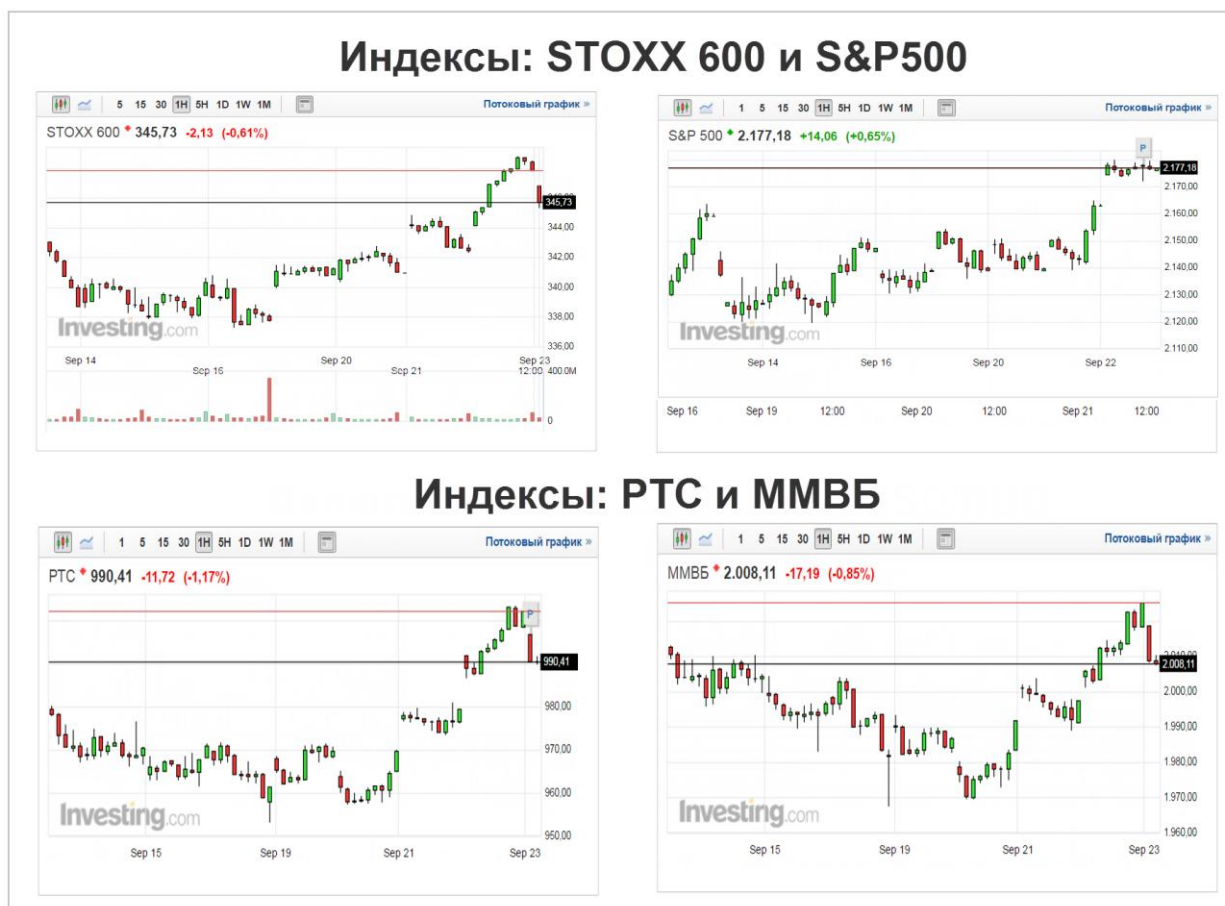 Индексы: STOXX 600 и S&P500
5 15 30 1H 5H 1D 1W 1M Потоковый график »
STOXX 600 345,73 -2,13 (-0,61%)
345,73
344,00
342,00
340,00
338,00
336,00
Investing.com
Sep 14 Sep 16 Sep 20 Sep 21 Sep 23 12:00
400.0M
0
1 5 15 30 1H 5H 1D 1W 1M Потоковый график »
S&P 500 2.177,18 +14,06 (+0,65%)
P
2.177,18
2.170,00
2.160,00
2.150,00
2.140,00
2.130,00
2.120,00
2.110,00
Investing.com
Sep 14 Sep 16 Sep 20 Sep 22
Sep 16 Sep 19 12:00 Sep 20 12:00 Sep 21 12:00
Индексы: РТС и ММВБ
1 5 15 30 1H 5H 1D 1W 1M Потоковый график »
РТС 990,41 -11,72 (-1,17%)
P
990,41
980,00
970,00
960,00
950,00
Investing.com
Sep 15 Sep 19 Sep 21 Sep 23
1 5 15 30 1H 5H 1D 1W 1M Потоковый график »
ММВБ 2.008,11 -17,19 (-0,85%)
2.008,11
2.000,00
1.990,00
1.980,00
1.970,00
1.960,00
Investing.com
Sep 15 Sep 19 Sep 21 Sep 23